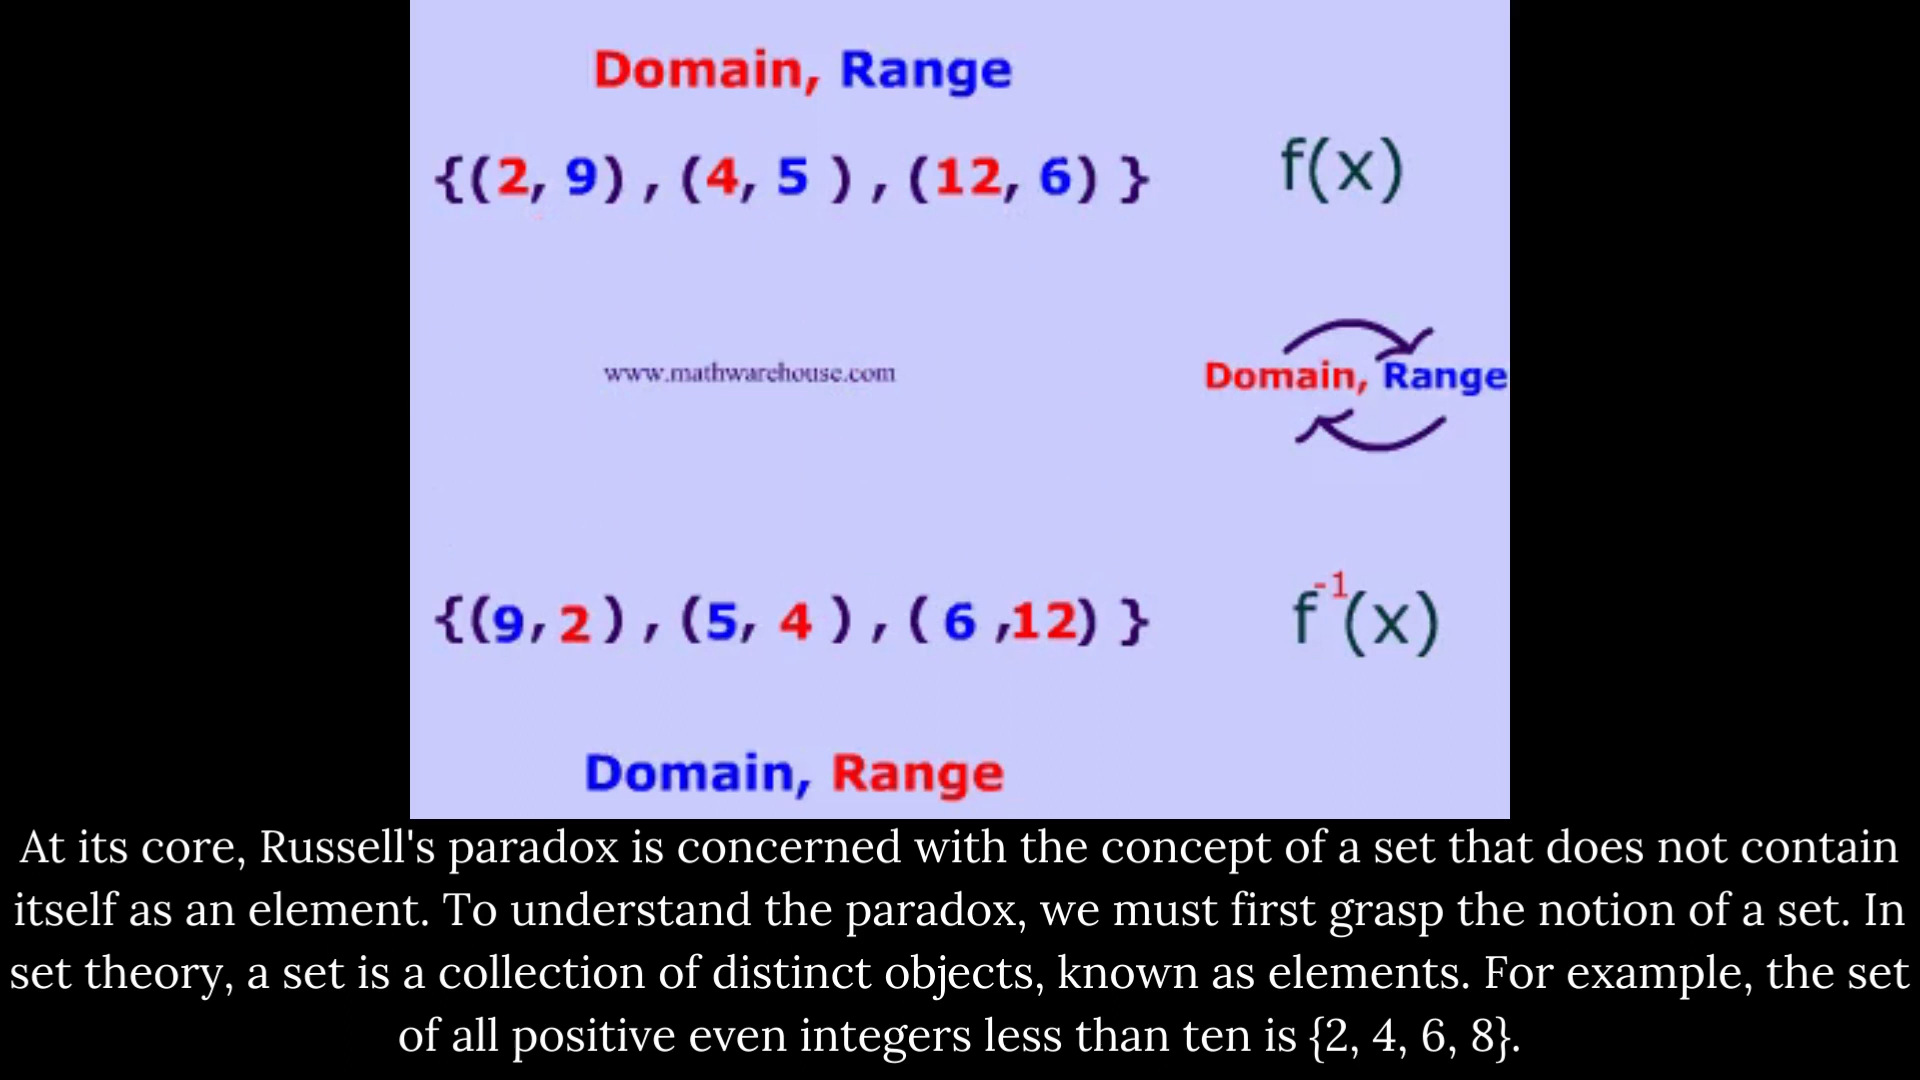 Domain, Range
{(2, 9) , (4, 5 ) , (12, 6) } f(x)
www.mathwarehouse.com
Domain, Range
{(9, 2 ) , (5, 4 ) , ( 6 ,12) } f⁻¹(x)
Domain, Range
At its core, Russell's paradox is concerned with the concept of a set that does not contain
itself as an element. To understand the paradox, we must first grasp the notion of a set. In
set theory, a set is a collection of distinct objects, known as elements. For example, the set
of all positive even integers less than ten is {2, 4, 6, 8}.